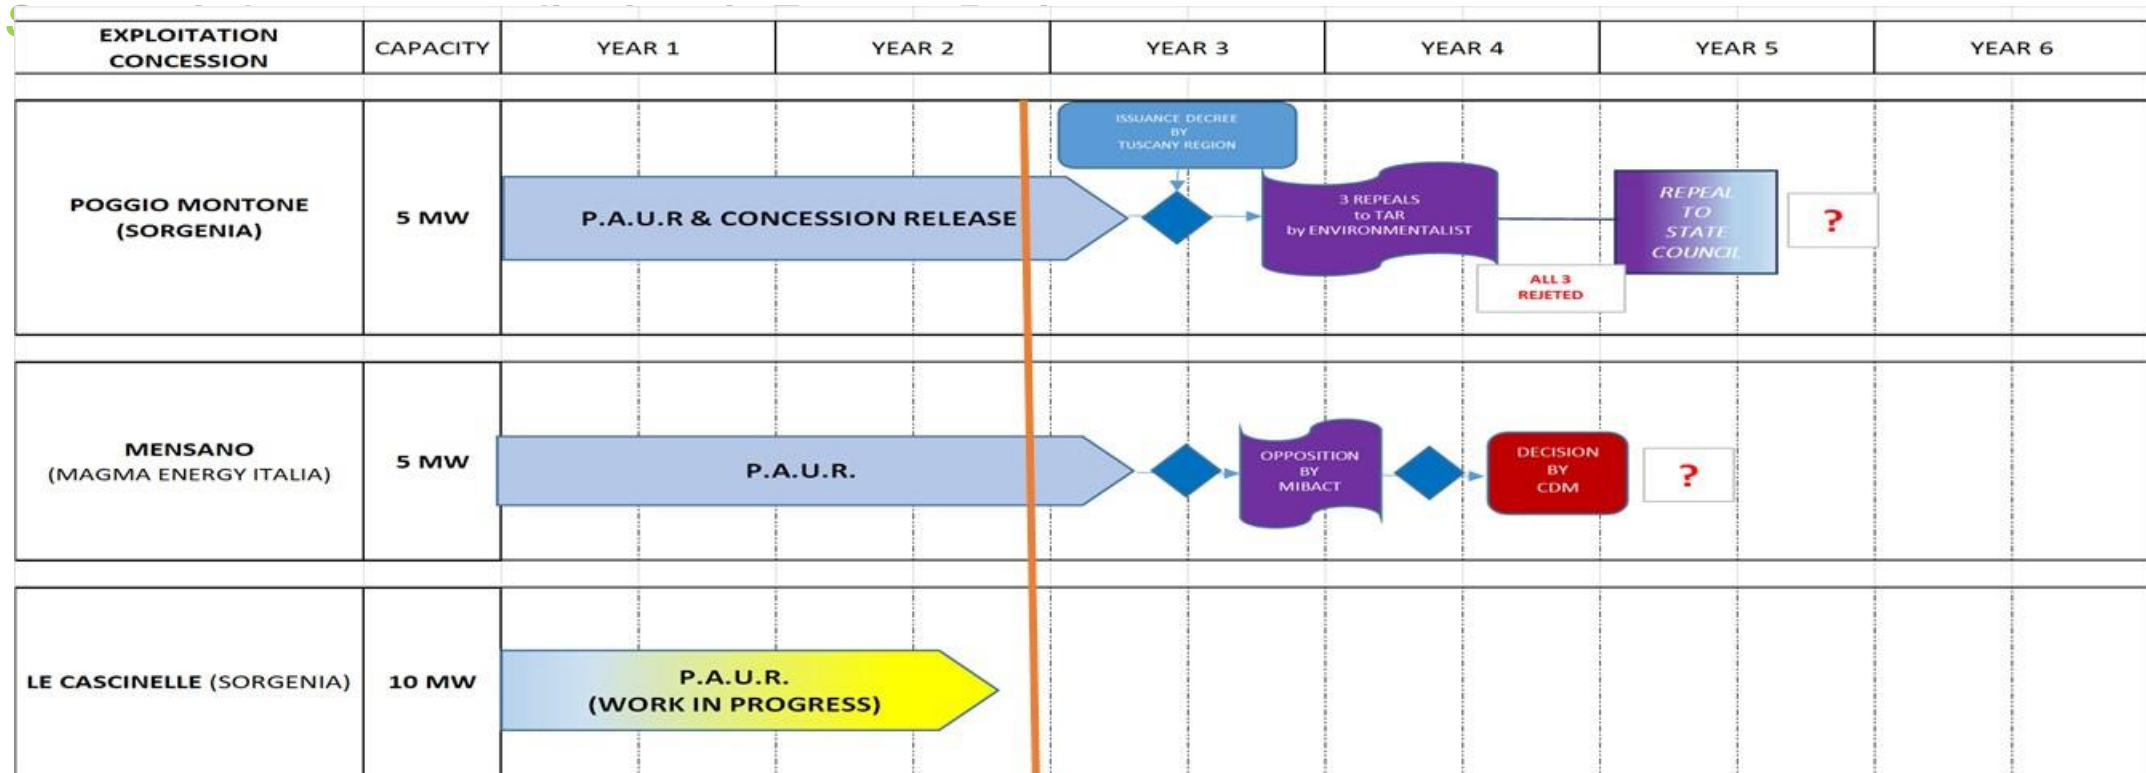 EXPLOITATION
CONCESSION
CAPACITY
YEAR 1
YEAR 2
YEAR 3
YEAR 4
YEAR 5
YEAR 6
POGGIO MONTONE
(SORGENIA)
5 MW
P.A.U.R & CONCESSION RELEASE
ISSUANCE DECREE
BY
TUSCANY REGION
3 REPEALS
to TAR
by ENVIRONMENTALIST
ALL 3
REJETED
REPEAL
TO
STATE
COUNCIL
?
MENSANO
(MAGMA ENERGY ITALIA)
5 MW
P.A.U.R.
OPPOSITION
BY
MIBACT
DECISION
BY
CDM
?
LE CASCINELLE (SORGENIA)
10 MW
P.A.U.R.
(WORK IN PROGRESS)